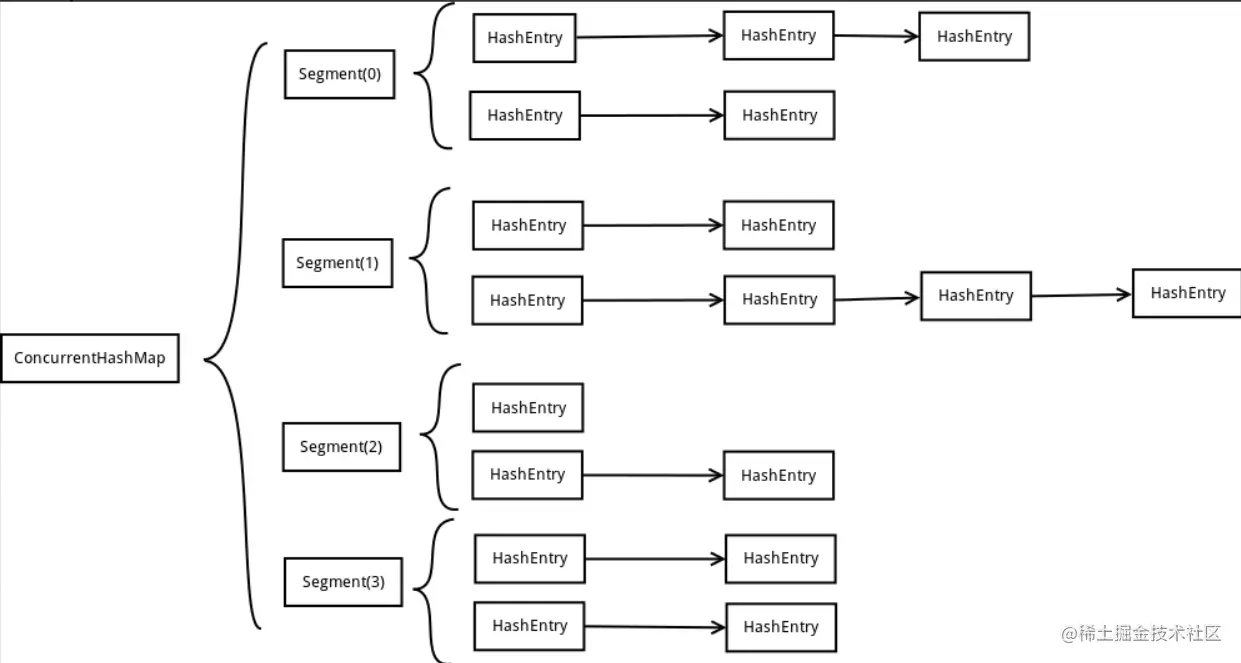 HashEntry HashEntry HashEntry
Segment(0)
HashEntry HashEntry
HashEntry HashEntry
Segment(1)
HashEntry HashEntry HashEntry HashEntry
ConcurrentHashMap
HashEntry
Segment(2)
HashEntry HashEntry
HashEntry HashEntry
Segment(3)
HashEntry HashEntry
@稀土掘金技术社区